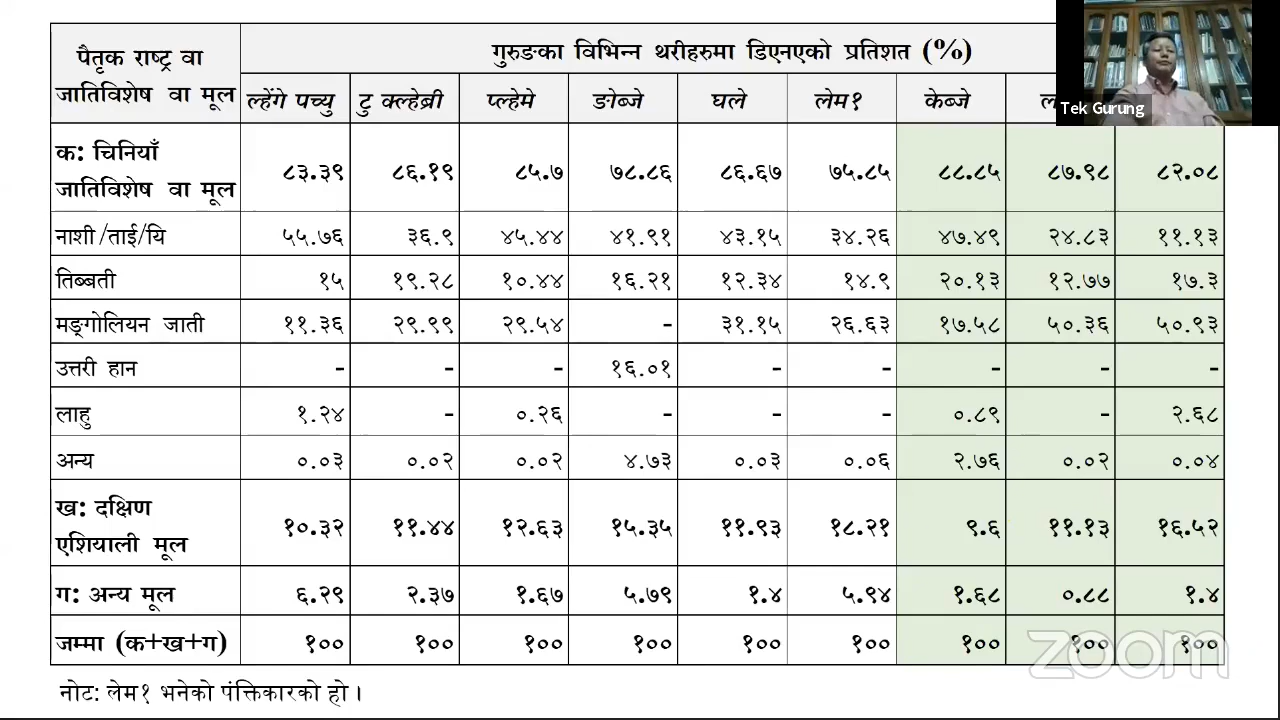 पैतृक राष्ट्र वा
जातिविशेष वा मूल
गुरुङका विभिन्न थरीहरुमा डिएनएको प्रतिशत (%)
ल्हेंगे पच्यु टु क्ल्हेब्री प्ल्हेमे ङोब्जे घले लेम१ केब्जे
Tek Gurung
क: चिनियाँ
जातिविशेष वा मूल ८३.३९ ८६.१९ ८५.७ ७८.८६ ८६.६७ ७५.८५ ८८.८५ ८७.९८ ८२.०८
नाशी/ताई/यि ५५.७६ ३६.९ ४५.४४ ४१.९१ ४३.१५ ३४.२६ ४७.४९ २४.८३ ११.१३
तिब्बती १५ १९.२८ १०.४४ १६.२१ १२.३४ १४.९ २०.१३ १२.७७ १७.३
मङ्गोलियन जाती ११.३६ २९.९९ २९.५४ - ३१.१५ २६.६३ १७.५८ ५०.३६ ५०.९३
उत्तरी हान - - - १६.०१ - - - - -
लाहु १.२४ - ०.२६ - - - ०.८९ - २.६८
अन्य ०.०३ ०.०२ ०.०२ ४.७३ ०.०३ ०.०६ २.७६ ०.०२ ०.०४
ख: दक्षिण
एशियाली मूल १०.३२ ११.४४ १२.६३ १५.३५ ११.९३ १८.२१ ९.६ ११.१३ १६.५२
ग: अन्य मूल ६.२९ २.३७ १.६७ ५.७९ १.४ ५.९४ १.६८ ०.८८ १.४
जम्मा (क+ख+ग) १०० १०० १०० १०० १०० १०० १०० १०० १००
zoom
नोट: लेम१ भनेको पंक्तिकारको हो ।